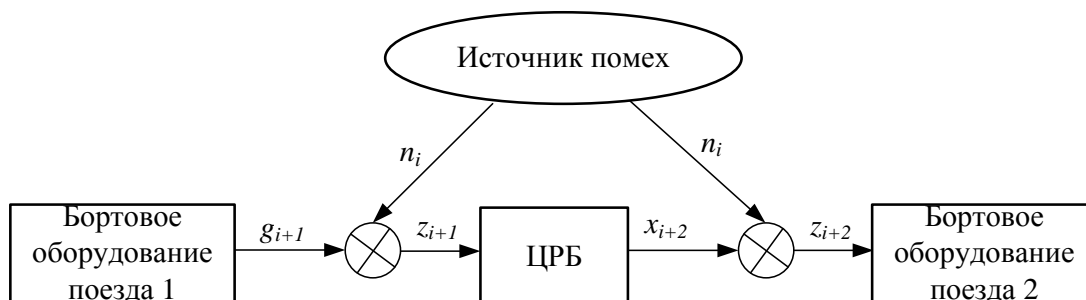 Источник помех
n_i
n_i
Бортовое
оборудование
поезда 1
g_{i+1}
z_{i+1}
ЦРБ
x_{i+2}
z_{i+2}
Бортовое
оборудование
поезда 2